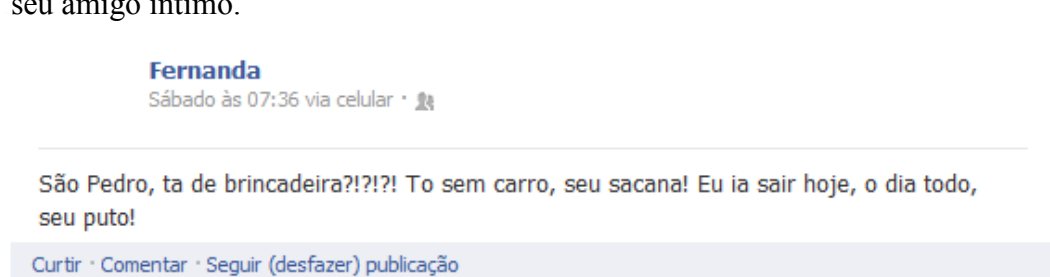 seu amigo íntimo.
Fernanda
Sábado às 07:36 via celular ·
São Pedro, ta de brincadeira?!?!?! To sem carro, seu sacana! Eu ia sair hoje, o dia todo,
seu puto!
Curtir · Comentar · Seguir (desfazer) publicação